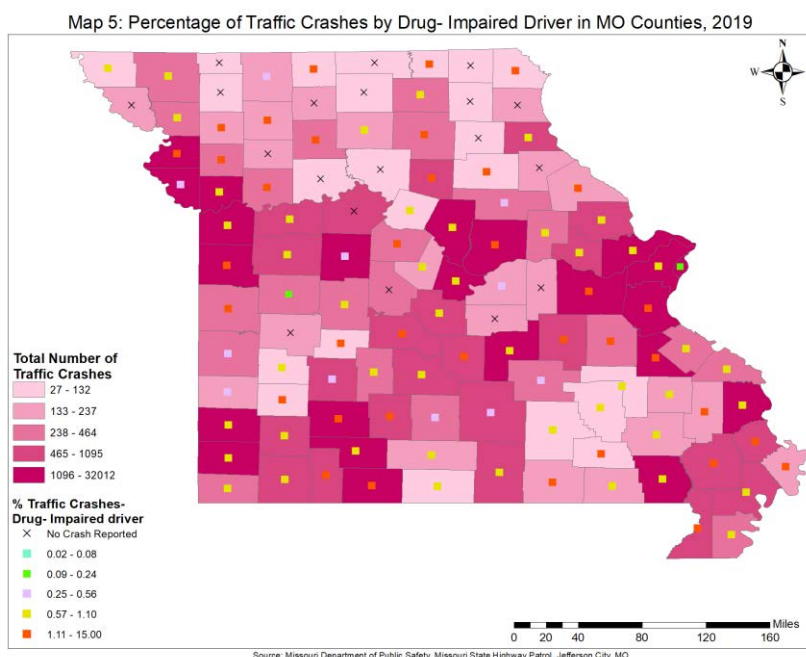 Map 5: Percentage of Traffic Crashes by Drug- Impaired Driver in MO Counties, 2019
N
W E
S
Total Number of
Traffic Crashes
27 - 132
133 - 237
238 - 464
465 - 1095
1096 - 32012
% Traffic Crashes-
Drug- Impaired driver
No Crash Reported
0.02 - 0.08
0.09 - 0.24
0.25 - 0.56
0.57 - 1.10
1.11 - 15.00
Miles
0 20 40 80 120 160
Source: Missouri Department of Public Safety, Missouri State Highway Patrol, Jefferson City, MO